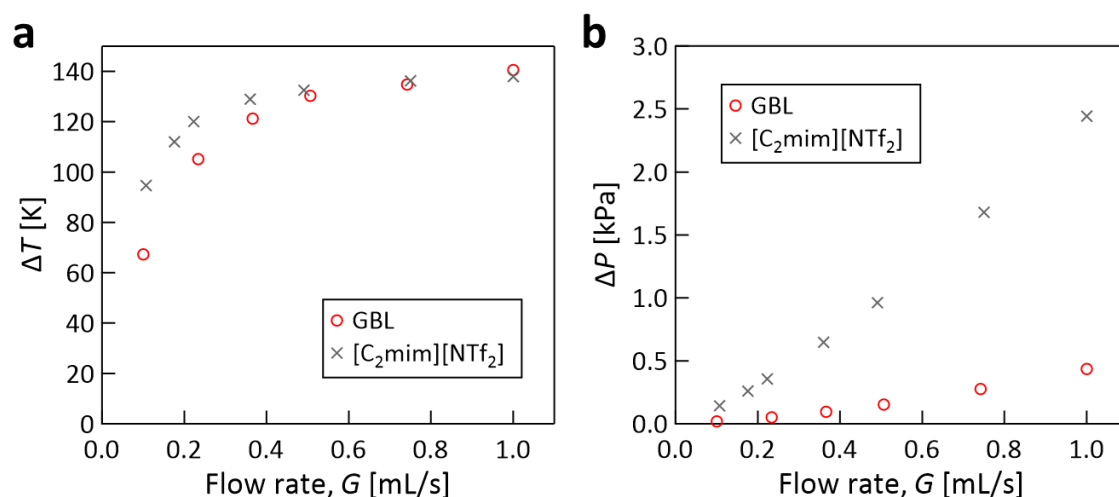 a
140
120
100
80
60
40
20
0
ΔT [K]
GBL
[C₂mim][NTf₂]
0.0 0.2 0.4 0.6 0.8 1.0
Flow rate, G [mL/s]
b
3.0
2.5
2.0
1.5
1.0
0.5
0.0
ΔP [kPa]
GBL
[C₂mim][NTf₂]
0.0 0.2 0.4 0.6 0.8 1.0
Flow rate, G [mL/s]